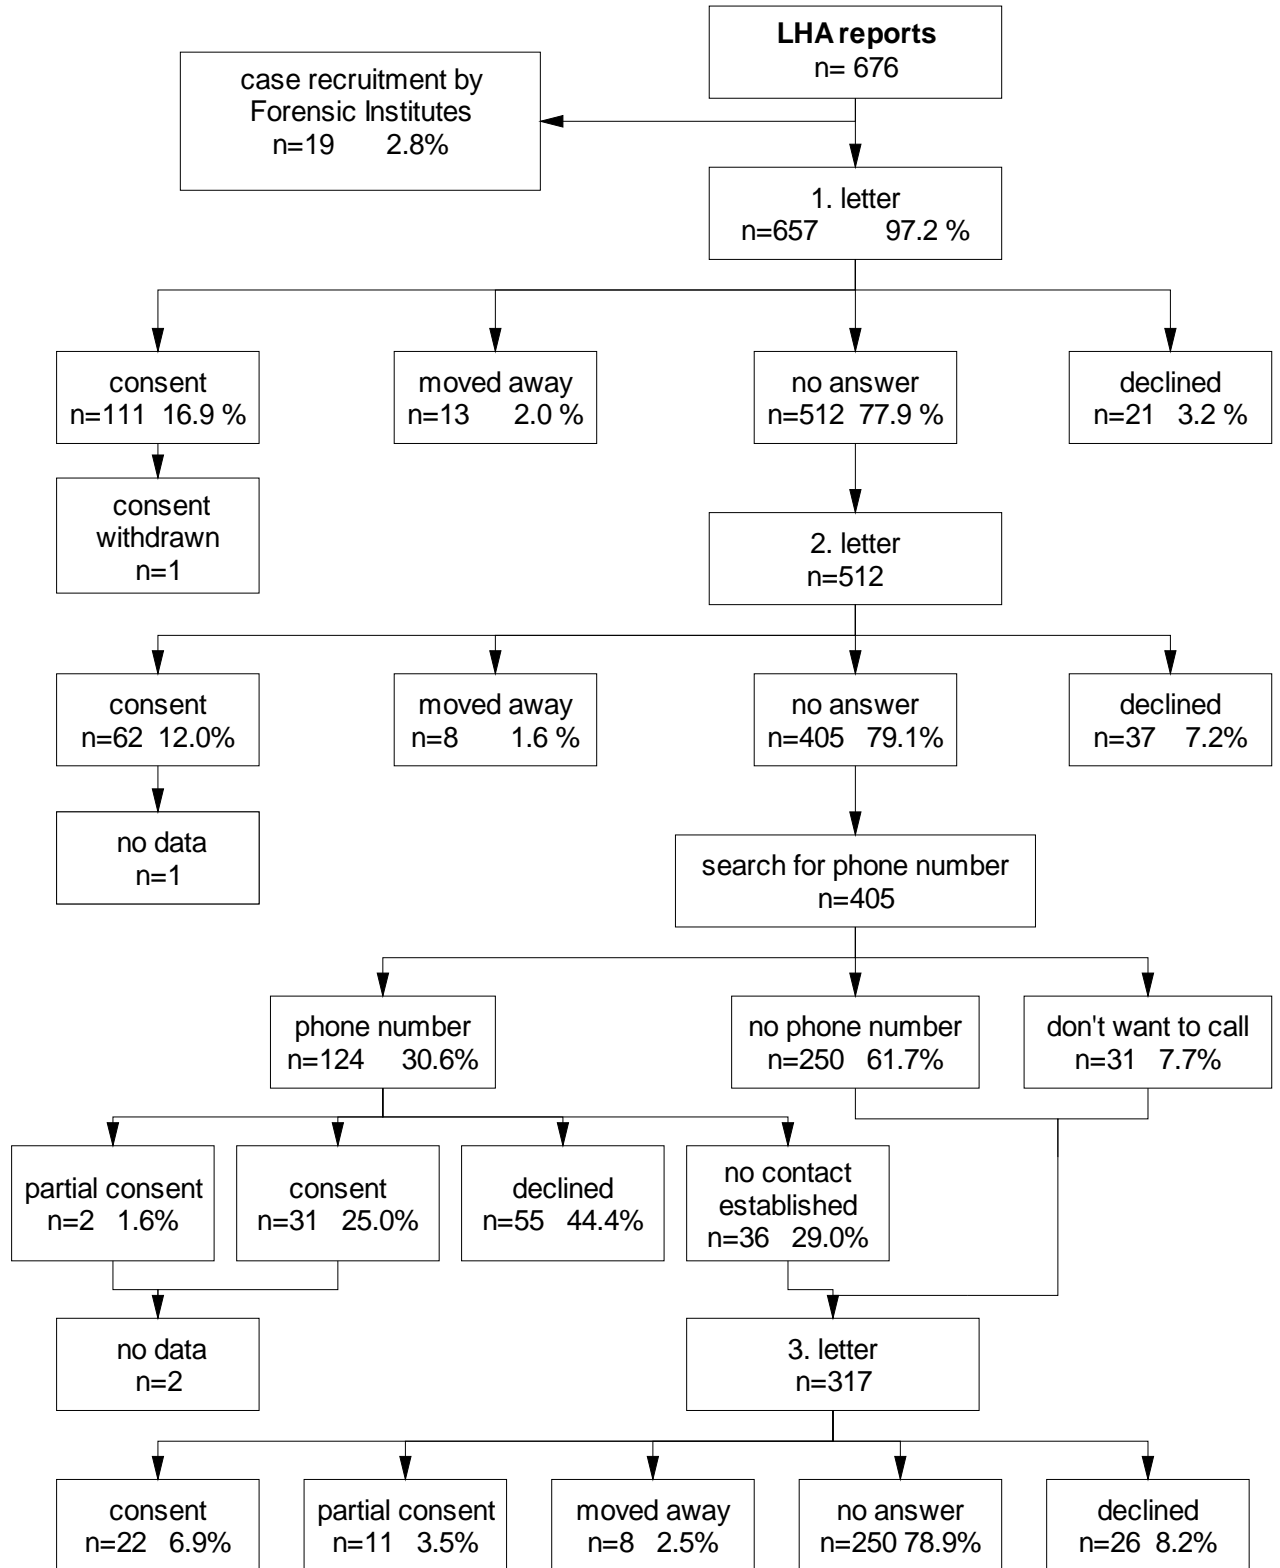 LHA reports
n= 676
case recruitment by
Forensic Institutes
n=19 2.8%
1. letter
n=657 97.2 %
consent
n=111 16.9 %
moved away
n=13 2.0 %
no answer
n=512 77.9 %
declined
n=21 3.2 %
consent
withdrawn
n=1
2. letter
n=512
consent
n=62 12.0%
moved away
n=8 1.6 %
no answer
n=405 79.1%
declined
n=37 7.2%
no data
n=1
search for phone number
n=405
phone number
n=124 30.6%
no phone number
n=250 61.7%
don't want to call
n=31 7.7%
partial consent
n=2 1.6%
consent
n=31 25.0%
declined
n=55 44.4%
no contact
established
n=36 29.0%
no data
n=2
3. letter
n=317
consent
n=22 6.9%
partial consent
n=11 3.5%
moved away
n=8 2.5%
no answer
n=250 78.9%
declined
n=26 8.2%